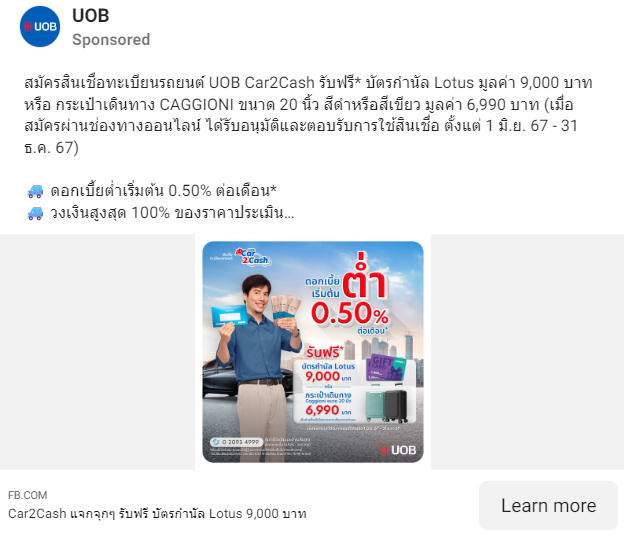 UOB
UOB
Sponsored
สมัครสินเชื่อทะเบียนรถยนต์ UOB Car2Cash รับฟรี* บัตรกำนัล Lotus มูลค่า 9,000 บาท
หรือ กระเป๋าเดินทาง CAGGIONI ขนาด 20 นิ้ว สีดำหรือสีเขียว มูลค่า 6,990 บาท (เมื่อ
สมัครผ่านช่องทางออนไลน์ ได้รับอนุมัติและตอบรับการใช้สินเชื่อ ตั้งแต่ 1 มิ.ย. 67 - 31
ธ.ค. 67)
ดอกเบี้ยต่ำเริ่มต้น 0.50% ต่อเดือน*
วงเงินสูงสุด 100% ของราคาประเมิน...
Car
2Cash
ดอกเบี้ย
เริ่มต้น
ต่ำ
0.50%
ต่อเดือน*
รับฟรี*
บัตรกำนัล Lotus
9,000 บาท
หรือ
กระเป๋าเดินทาง
Caggioni ขนาด 20 นิ้ว
6,990 บาท
GIFT
0 2093 4999
UOB
FB.COM
Car2Cash แจกจุกๆ รับฟรี บัตรกำนัล Lotus 9,000 บาท
Learn more